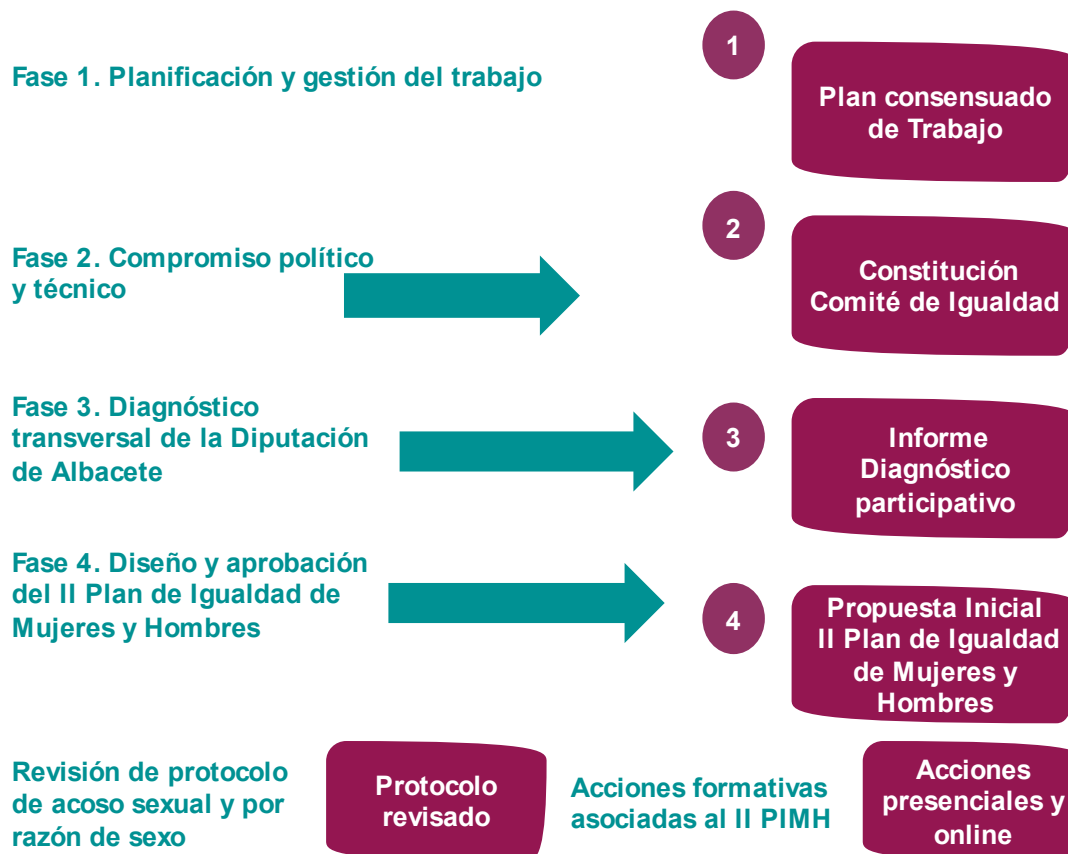 Fase 1. Planificación y gestión del trabajo
1
Plan consensuado
de Trabajo
Fase 2. Compromiso político
y técnico
2
Constitución
Comité de Igualdad
Fase 3. Diagnóstico
transversal de la Diputación
de Albacete
3
Informe
Diagnóstico
participativo
Fase 4. Diseño y aprobación
del II Plan de Igualdad de
Mujeres y Hombres
4
Propuesta Inicial
II Plan de Igualdad
de Mujeres y
Hombres
Revisión de protocolo
de acoso sexual y por
razón de sexo
Protocolo
revisado
Acciones formativas
asociadas al II PIMH
Acciones
presenciales y
online